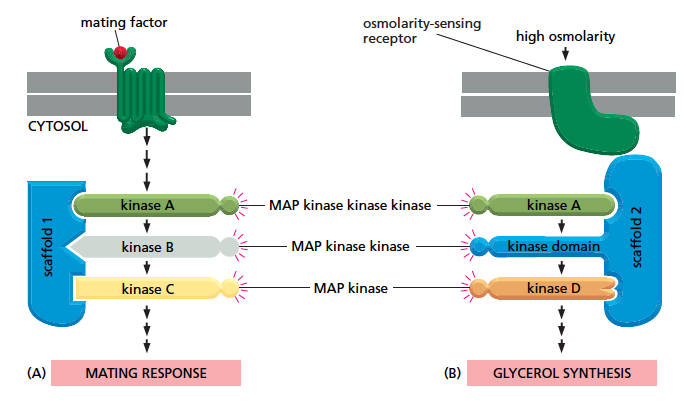 mating factor
osmolarity-sensing
receptor
high osmolarity
CYTOSOL
scaffold 1
kinase A
MAP kinase kinase kinase
kinase A
kinase B
MAP kinase kinase
kinase domain
kinase C
MAP kinase
kinase D
scaffold 2
(A)
MATING RESPONSE
(B)
GLYCEROL SYNTHESIS